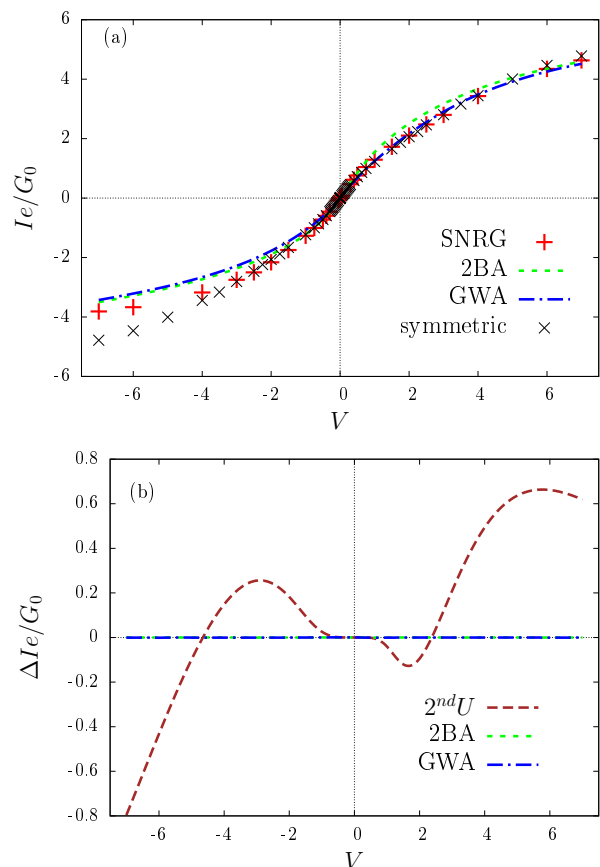 6
(a)
4
2
0
-2
-4
-6
Ie/G₀
SNRG
2BA
GWA
symmetric
-6 -4 -2 0 2 4 6
V
0.8
(b)
0.6
0.4
0.2
0
-0.2
-0.4
-0.6
-0.8
ΔIe/G₀
2ⁿᵈU
2BA
GWA
-6 -4 -2 0 2 4 6
V